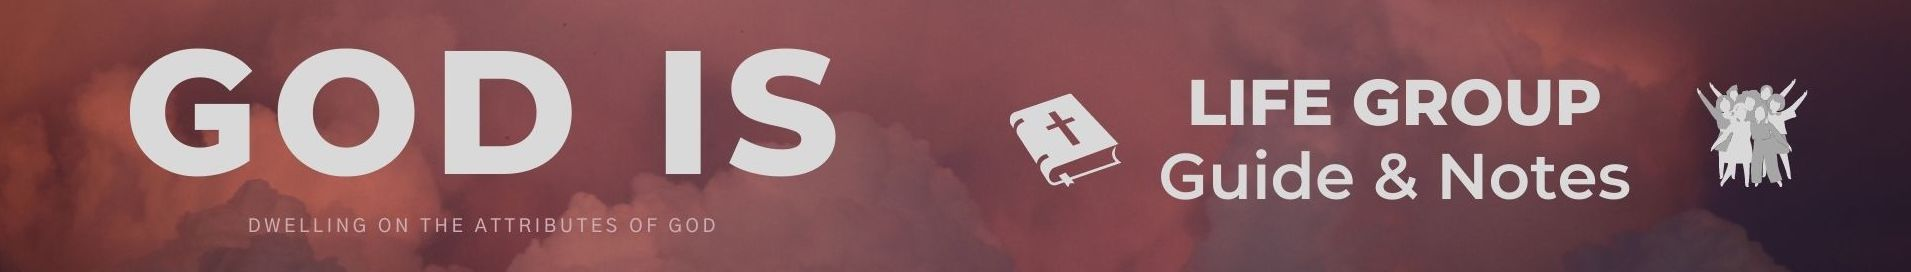 GOD IS
DWELLING ON THE ATTRIBUTES OF GOD
LIFE GROUP
Guide & Notes